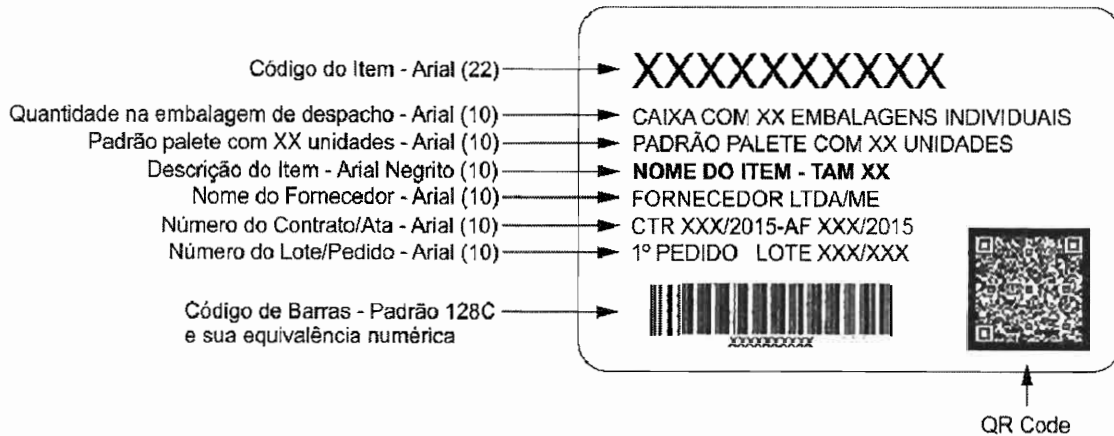 Código do Item - Arial (22)
XXXXXXXXXX
Quantidade na embalagem de despacho - Arial (10)
CAIXA COM XX EMBALAGENS INDIVIDUAIS
Padrão palete com XX unidades - Arial (10)
PADRÃO PALETE COM XX UNIDADES
Descrição do Item - Arial Negrito (10)
NOME DO ITEM - TAM XX
Nome do Fornecedor - Arial (10)
FORNECEDOR LTDA/ME
Número do Contrato/Ata - Arial (10)
CTR XXX/2015-AF XXX/2015
Número do Lote/Pedido - Arial (10)
1º PEDIDO LOTE XXX/XXX
Código de Barras - Padrão 128C
e sua equivalência numérica
XXXXXXXXX
QR Code